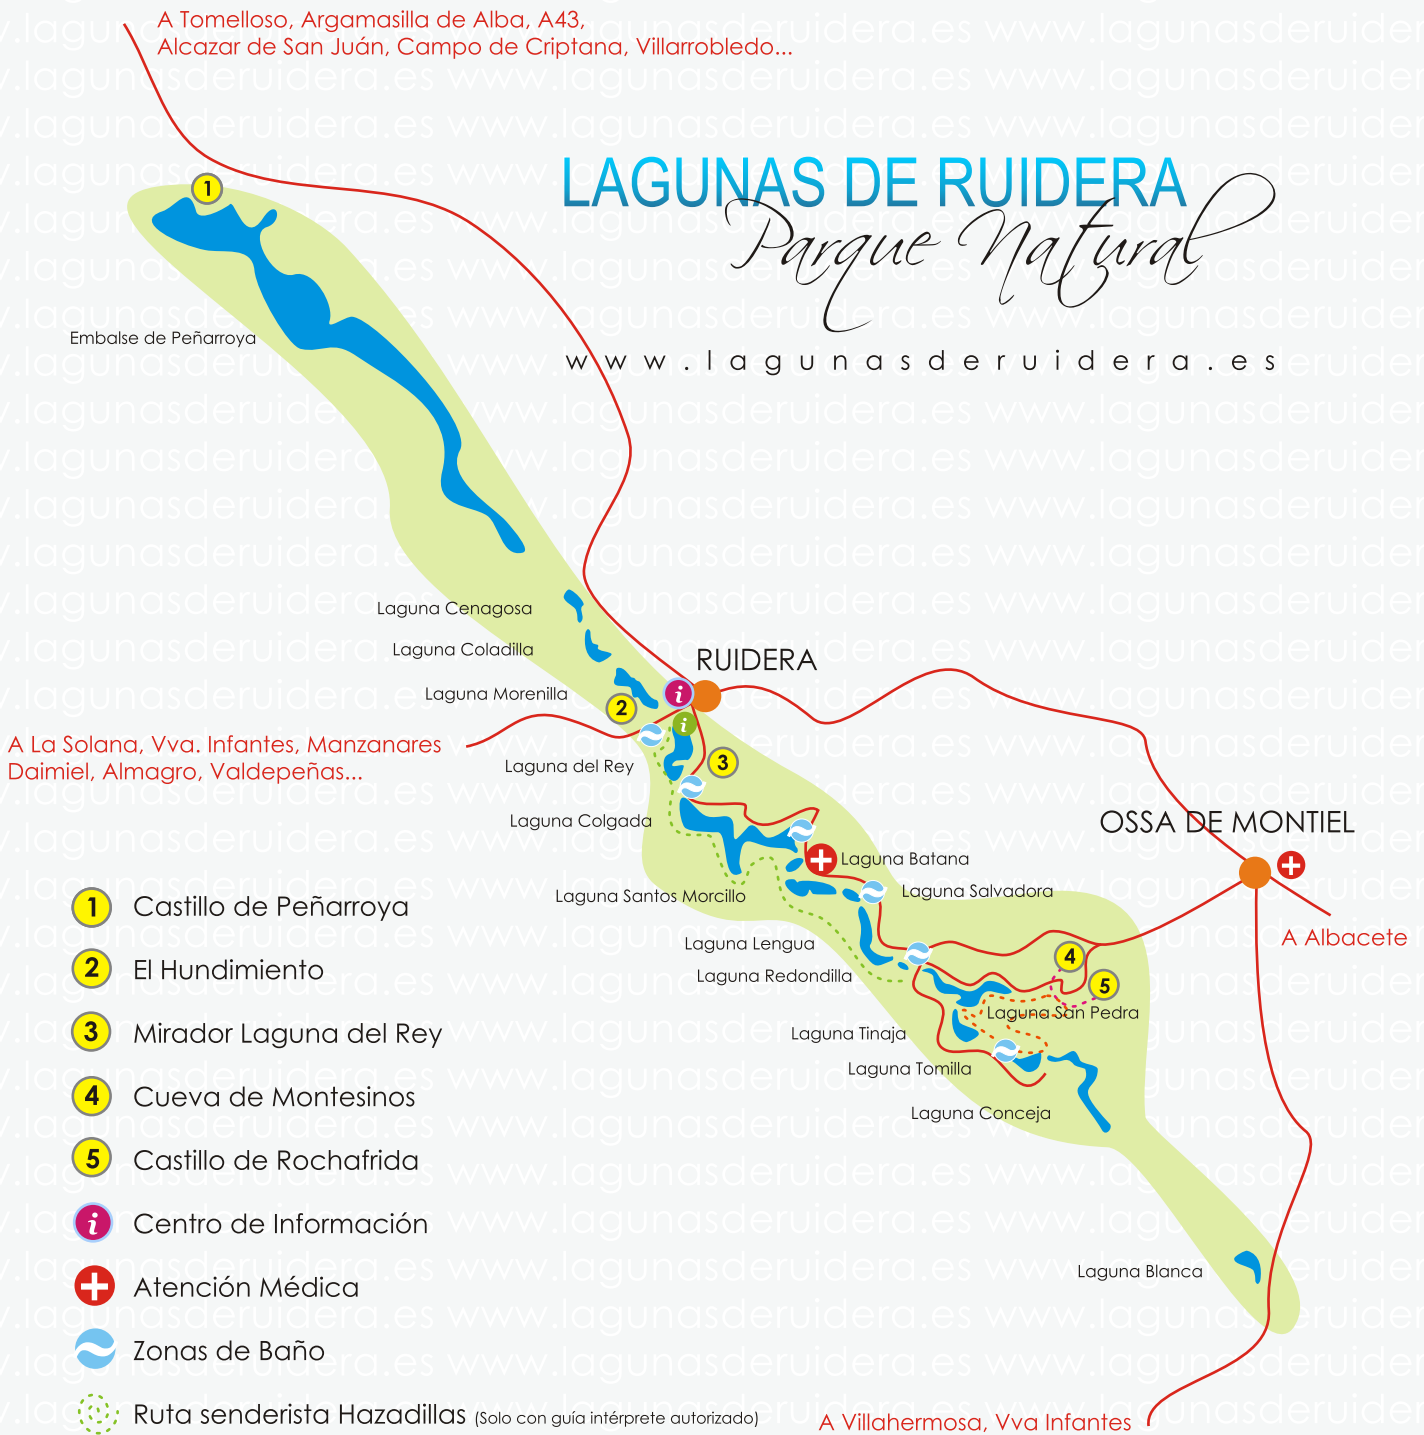 A Tomelloso, Argamasilla de Alba, A43,
Alcazar de San Juán, Campo de Criptana, Villarrobledo...
LAGUNAS DE RUIDERA
Parque Natural
www.lagunasderuidera.es
1
Embalse de Peñarroya
Laguna Cenagosa
Laguna Coladilla
RUIDERA
Laguna Morenilla
i
2
i
A La Solana, Vva. Infantes, Manzanares
Daimiel, Almagro, Valdepeñas...
Laguna del Rey
3
Laguna Colgada
OSSA DE MONTIEL
Laguna Batana
Laguna Santos Morcillo
Laguna Salvadora
A Albacete
Laguna Lengua
4
Laguna Redondilla
5
Laguna San Pedra
Laguna Tinaja
Laguna Tomilla
Laguna Conceja
Laguna Blanca
A Villahermosa, Vva Infantes
1 Castillo de Peñarroya
2 El Hundimiento
3 Mirador Laguna del Rey
4 Cueva de Montesinos
5 Castillo de Rochafrida
i Centro de Información
Atención Médica
Zonas de Baño
Ruta senderista Hazadillas (Solo con guía intérprete autorizado)